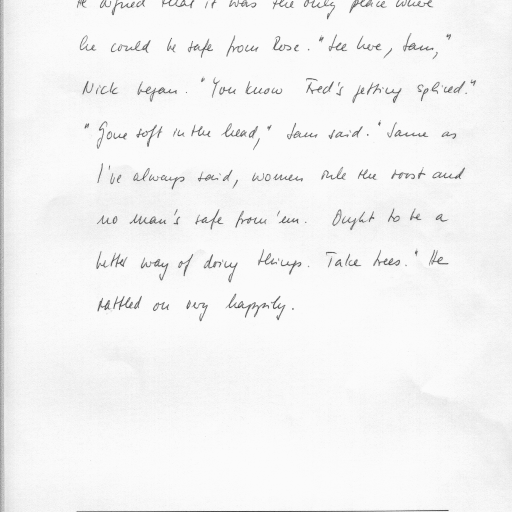 He argued that it was the only place where
he could be safe from Rose. "See here, Sam,"
Nick began. "You know Fred's getting spliced."
"Gone soft in the head," Sam said. "Same as
I've always said, women rule the roost and
no man's safe from 'em. Ought to be a
better way of doing things. Take trees." He
rattled on very happily.